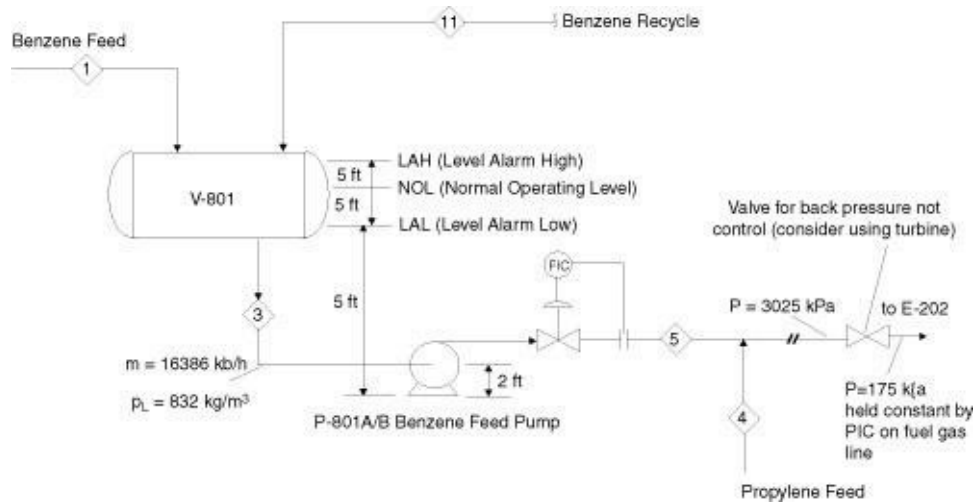 11
Benzene Recycle
Benzene Feed
1
LAH (Level Alarm High)
5 ft
NOL (Normal Operating Level)
V-801
5 ft
LAL (Level Alarm Low)
Valve for back pressure not
control (consider using turbine)
FIC
5 ft
3
P = 3025 kPa
to E-202
5
m = 16386 kb/h
2 ft
pL = 832 kg/m³
P=175 k[a
held constant by
PIC on fuel gas
line
P-801A/B Benzene Feed Pump
4
Propylene Feed